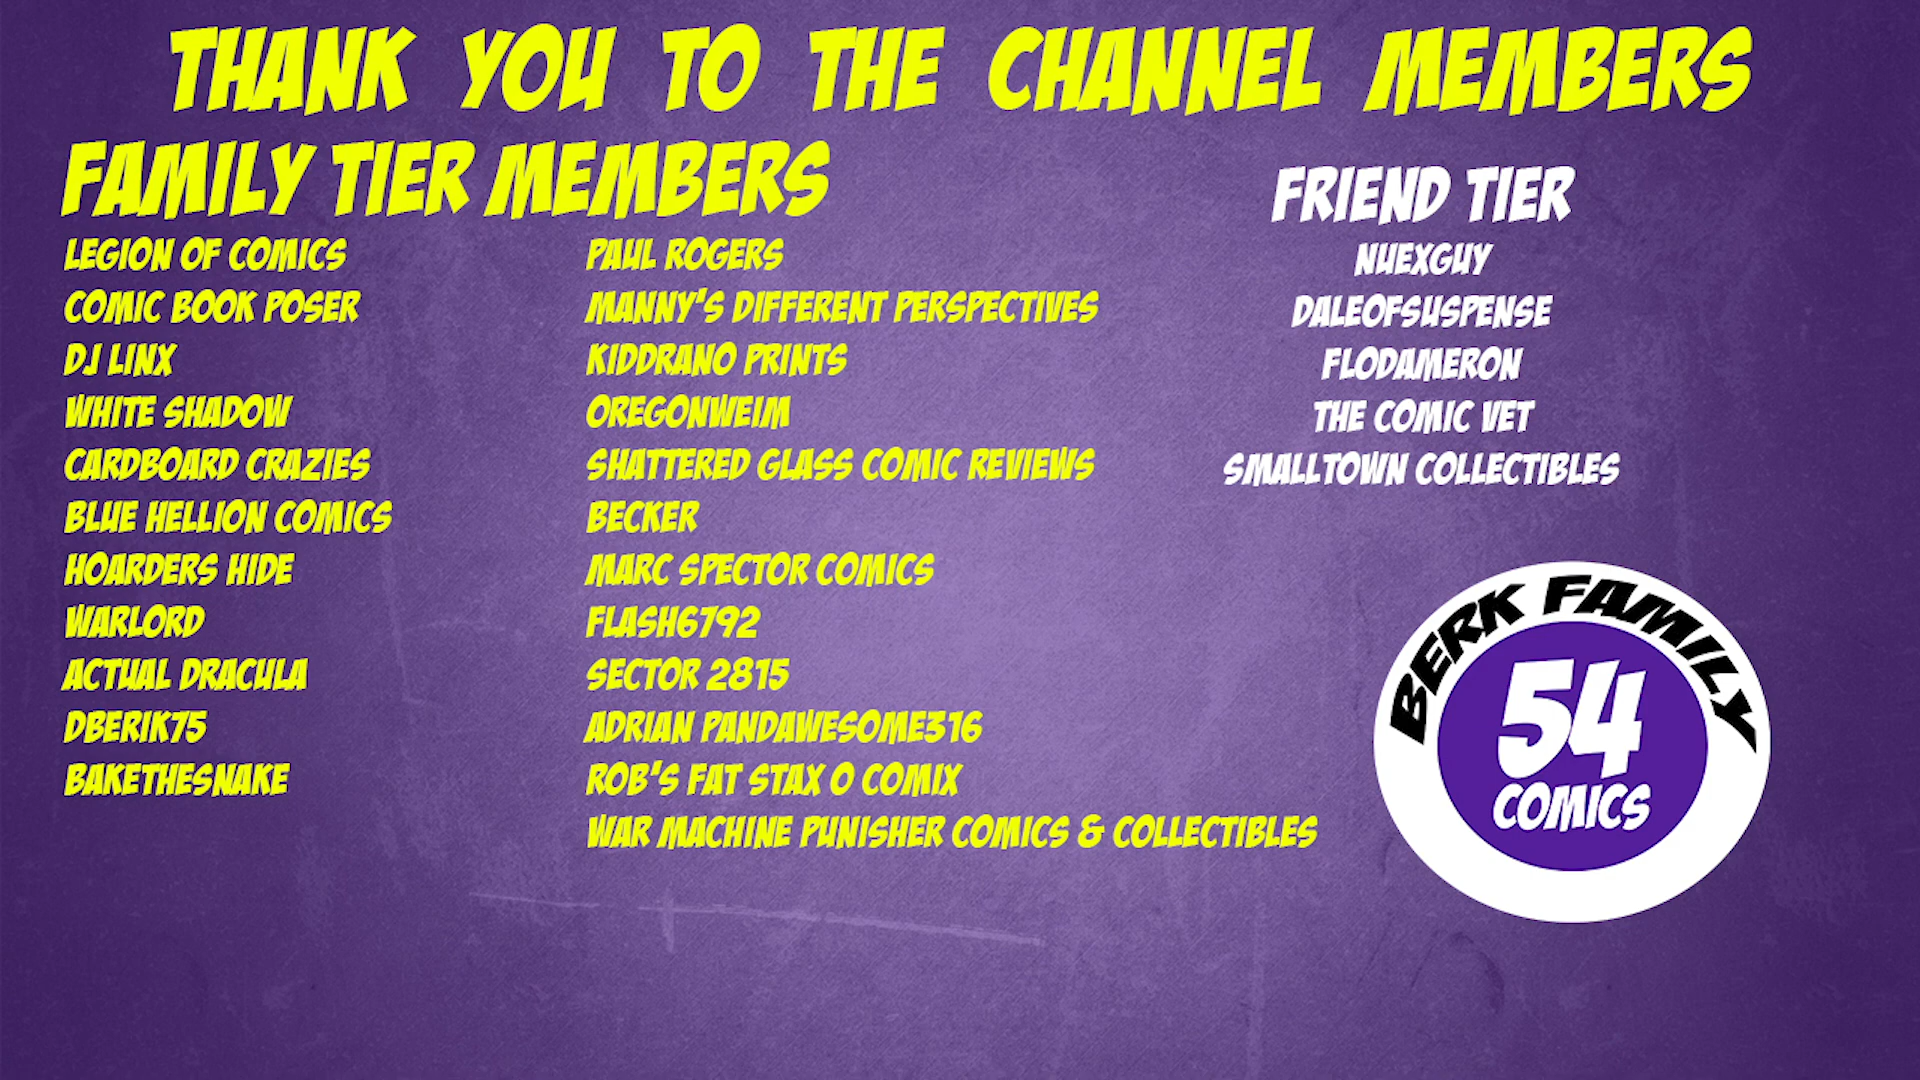 THANK YOU TO THE CHANNEL MEMBERS
FAMILY TIER MEMBERS
LEGION OF COMICS
COMIC BOOK POSER
DJ LINX
WHITE SHADOW
CARDBOARD CRAZIES
BLUE HELLION COMICS
HOARDERS HIDE
WARLORD
ACTUAL DRACULA
DBERIK75
BAKETHESNAKE
PAUL ROGERS
MANNY'S DIFFERENT PERSPECTIVES
KIDDRANO PRINTS
OREGONWEIM
SHATTERED GLASS COMIC REVIEWS
BECKER
MARC SPECTOR COMICS
FLASH6792
SECTOR 2815
ADRIAN PANDAWESOME316
ROB'S FAT STAX O COMIX
WAR MACHINE PUNISHER COMICS & COLLECTIBLES
FRIEND TIER
NUEXGUY
DALEOFSUSPENSE
FLODAMERON
THE COMIC VET
SMALLTOWN COLLECTIBLES
BERK FAMILY
54
COMICS